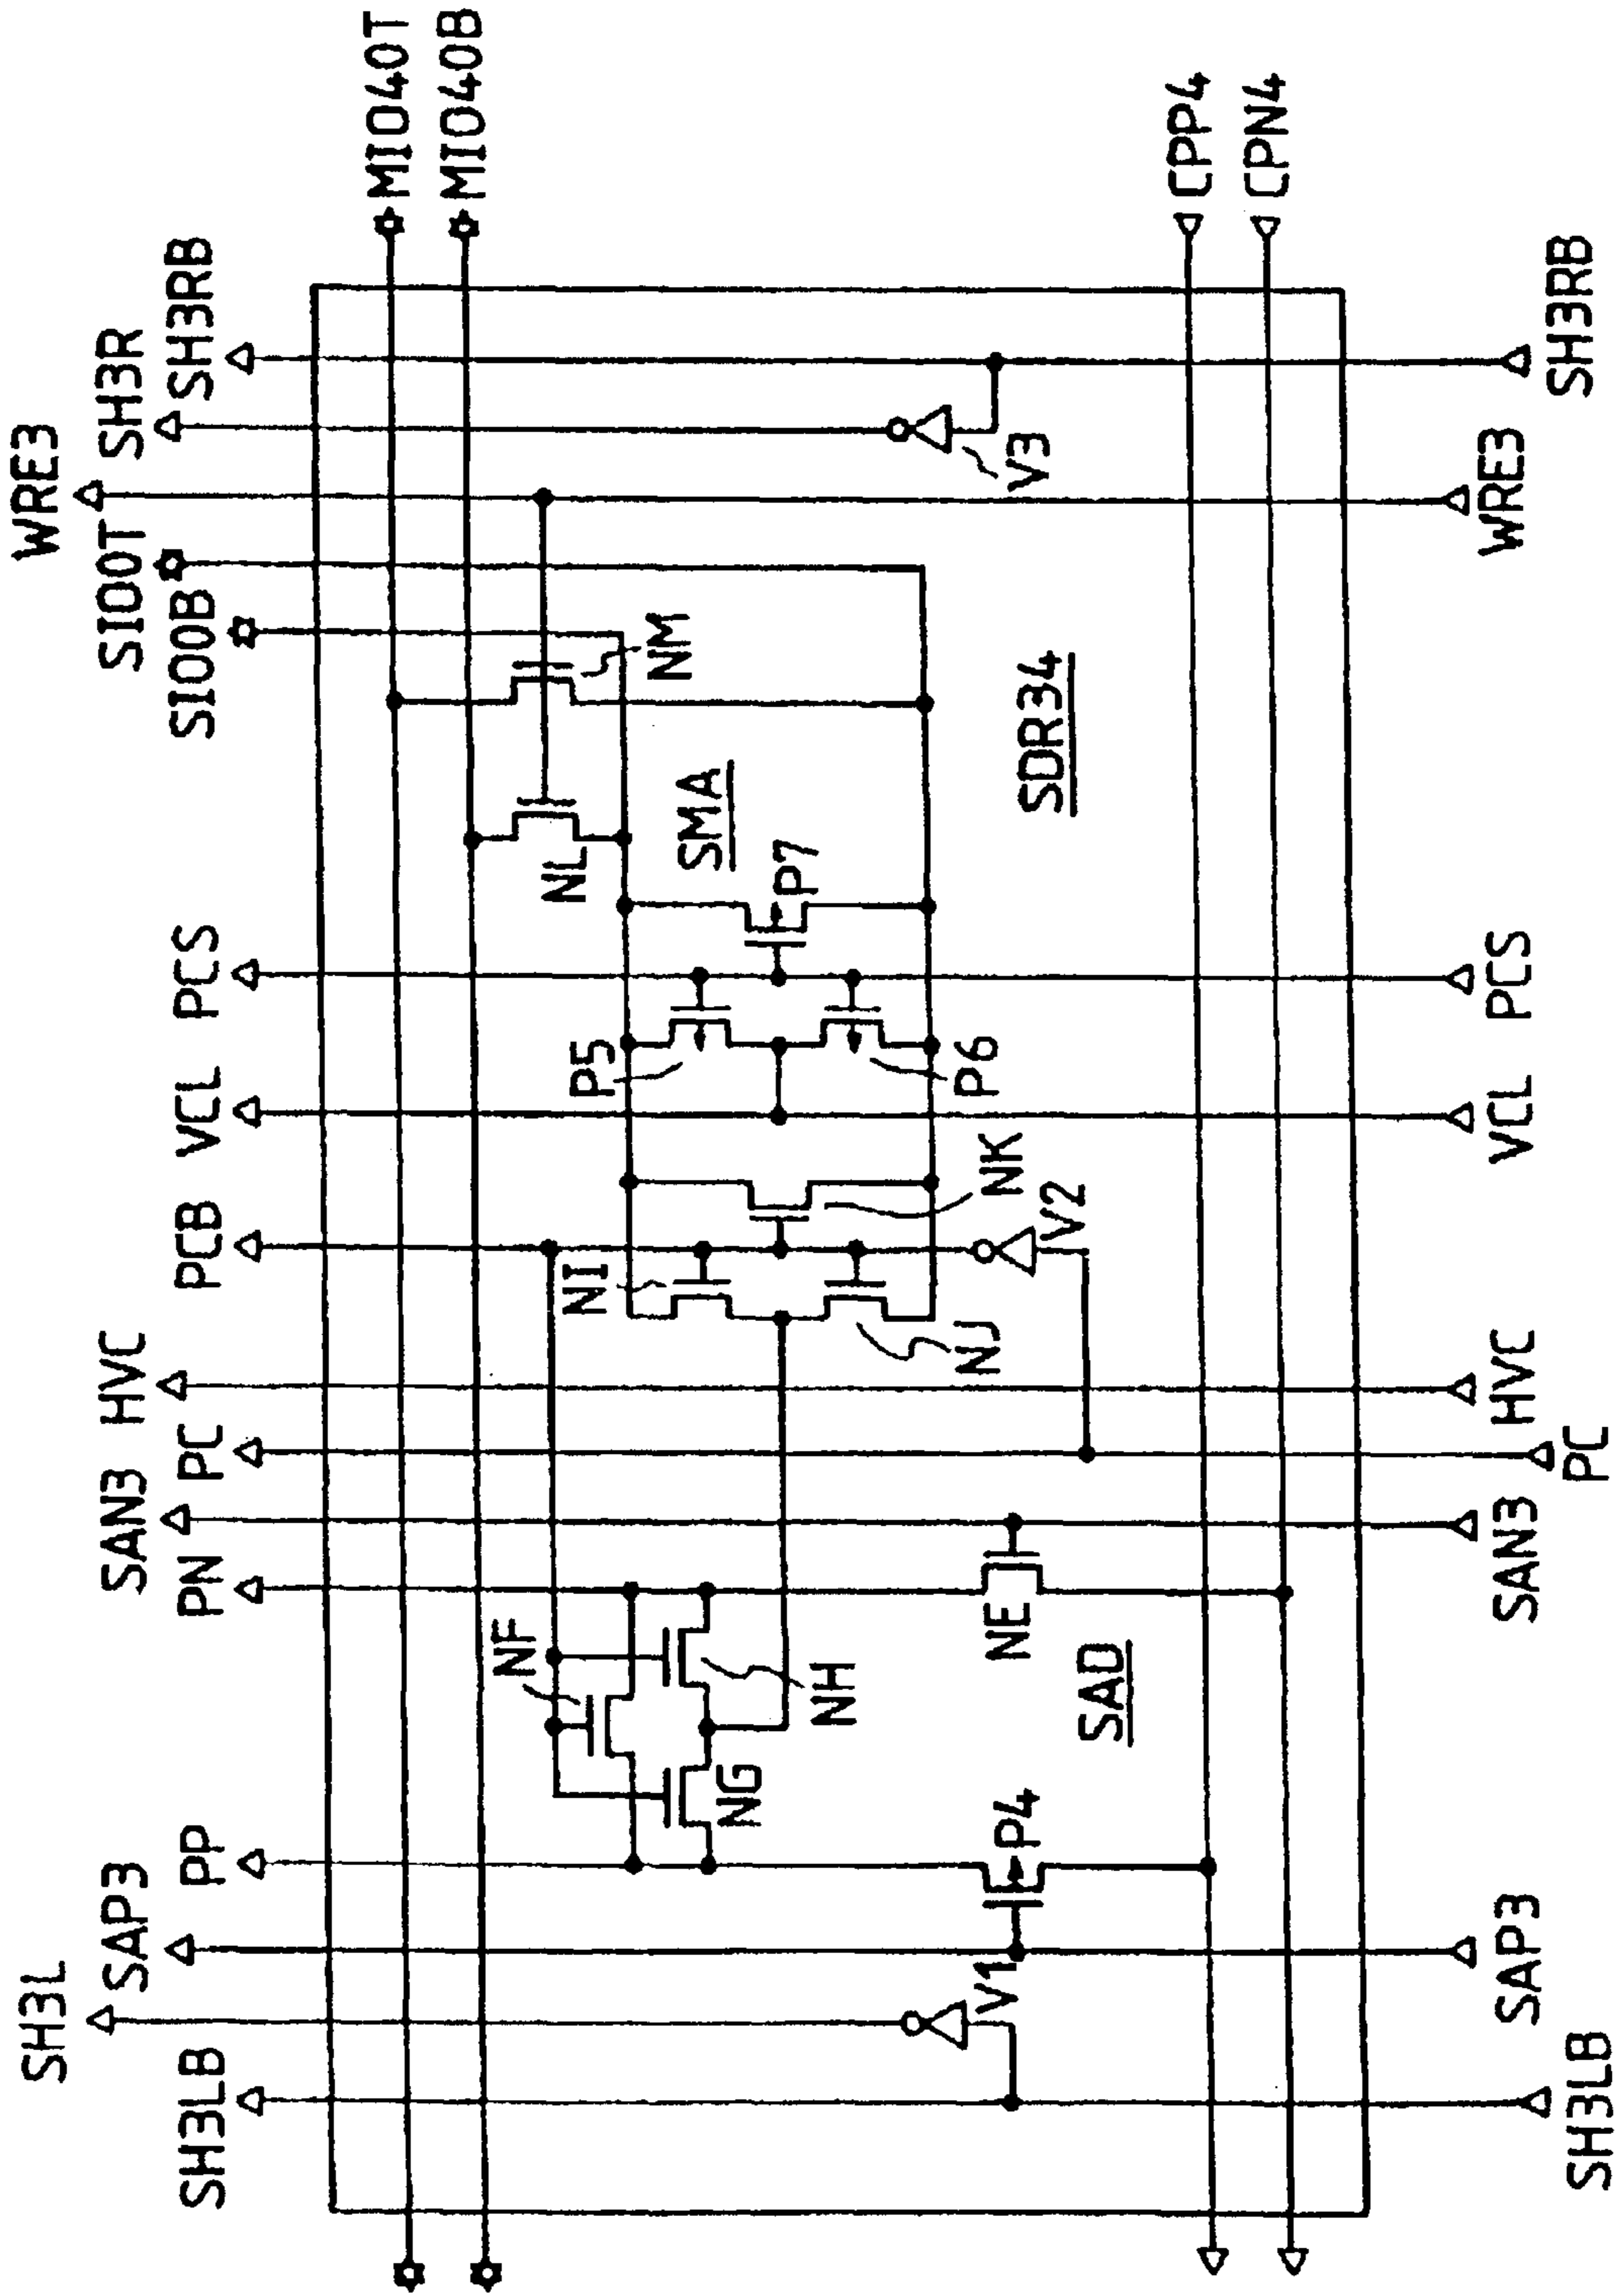 SH3L
SH3LB
SAP3
PP
PN
SAN3
PC
HVC
PCB
VCL
PCS
SIO0B
SIO0T
WRE3
SH3R
SH3RB
MIO40T
MIO40B
NF
NG
NH
NI
NJ
NK
V2
P5
P6
P7
NL
NM
SMA
V1
P4
SAD
NE
SDR34
V3
CPP4
CPN4
SH3LB
SAP3
SAN3
PC
HVC
VCL
PCS
WRE3
SH3RB